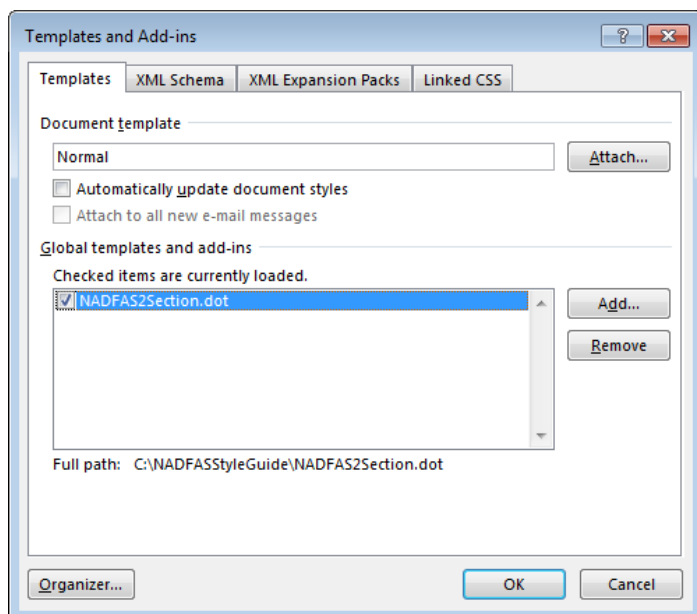 Templates and Add-ins
Templates XML Schema XML Expansion Packs Linked CSS
Document template
Normal Attach...
Automatically update document styles
Attach to all new e-mail messages
Global templates and add-ins
Checked items are currently loaded.
NADFAS2Section.dot Add...
Remove
Full path: C:\NADFASStyleGuide\NADFAS2Section.dot
Organizer... OK Cancel